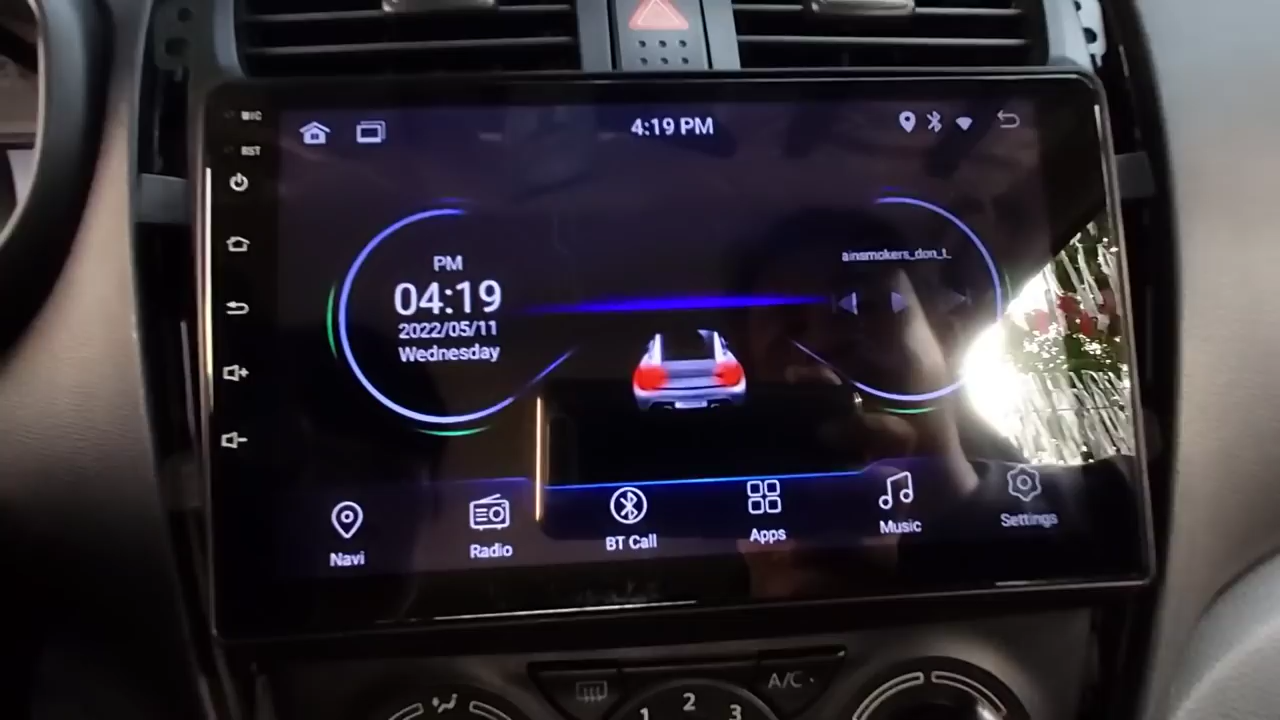 MIC
4:19 PM
RST
PM
04:19
2022/05/11
Wednesday
ainsmokers_don_t_
Navi
Radio
BT Call
Apps
Music
Settings
A/C
1 2 3